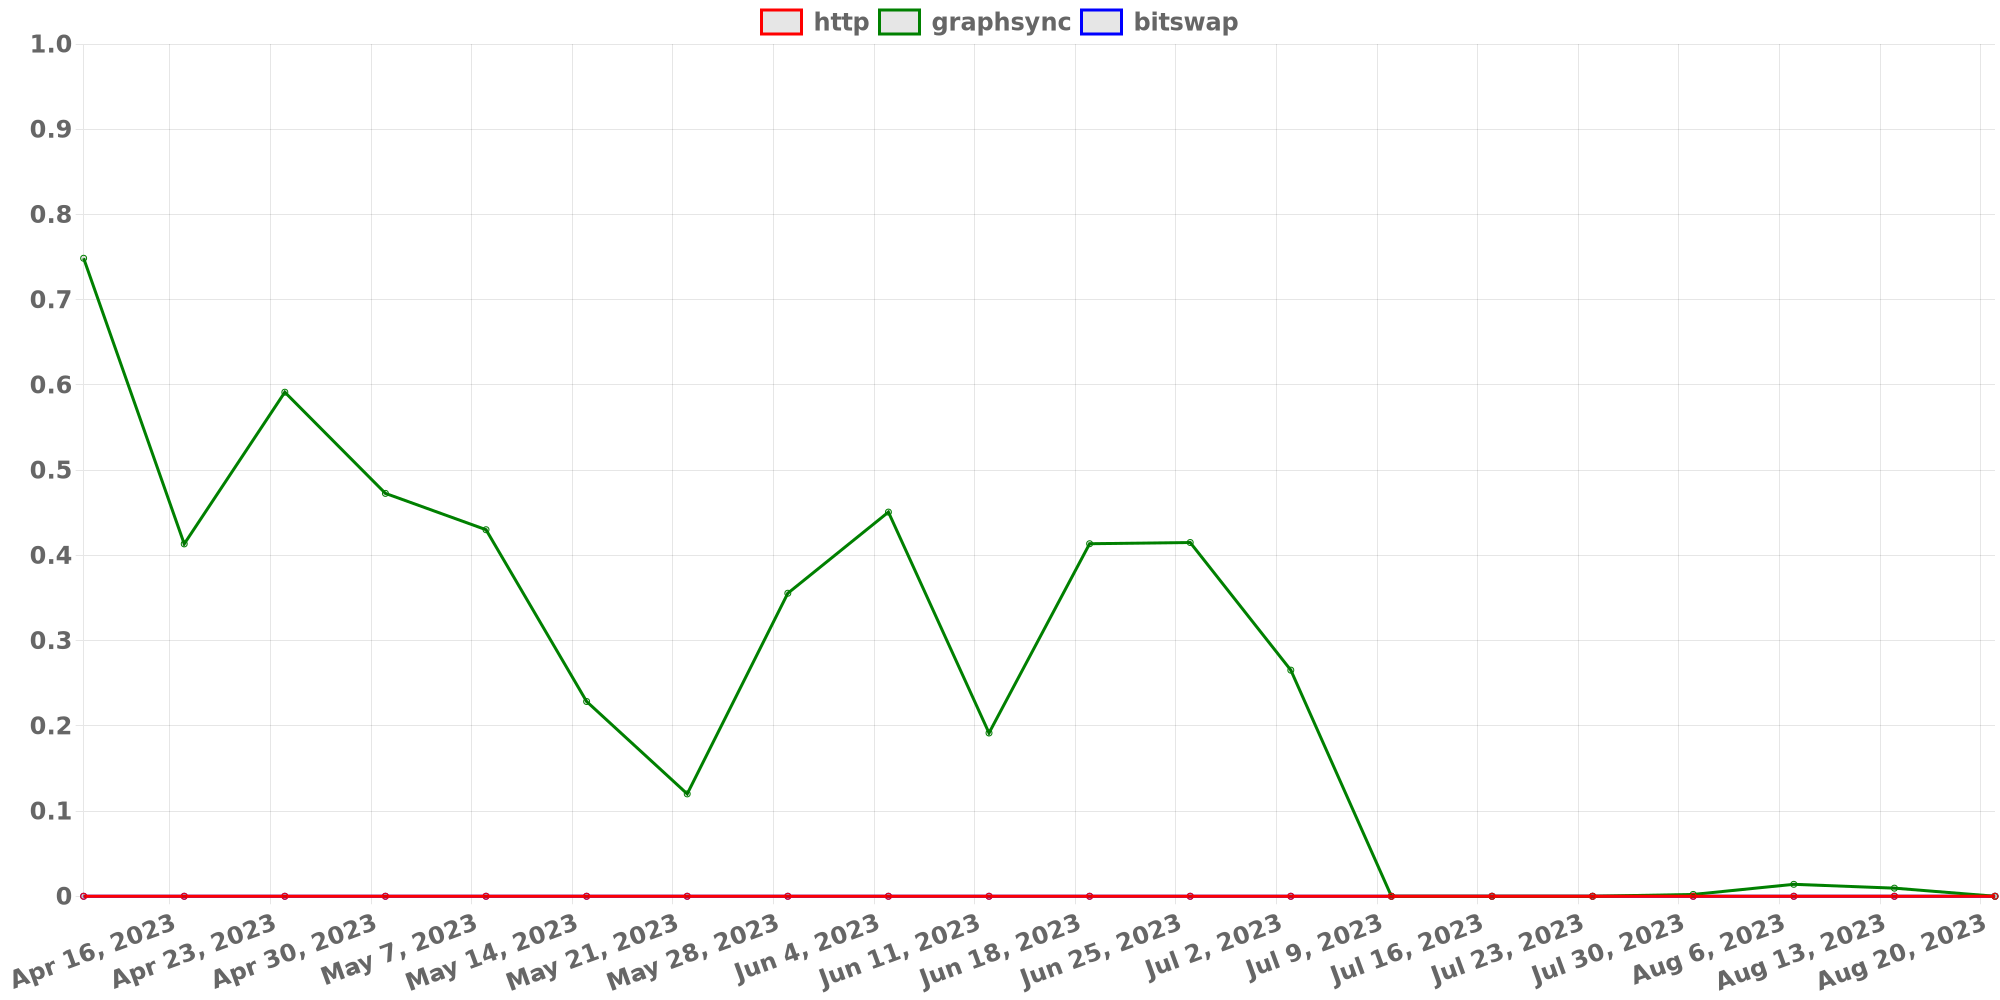 http graphsync bitswap
1.0
0.9
0.8
0.7
0.6
0.5
0.4
0.3
0.2
0.1
0
Apr 16, 2023
Apr 23, 2023
Apr 30, 2023
May 7, 2023
May 14, 2023
May 21, 2023
May 28, 2023
Jun 4, 2023
Jun 11, 2023
Jun 18, 2023
Jun 25, 2023
Jul 2, 2023
Jul 9, 2023
Jul 16, 2023
Jul 23, 2023
Jul 30, 2023
Aug 6, 2023
Aug 13, 2023
Aug 20, 2023